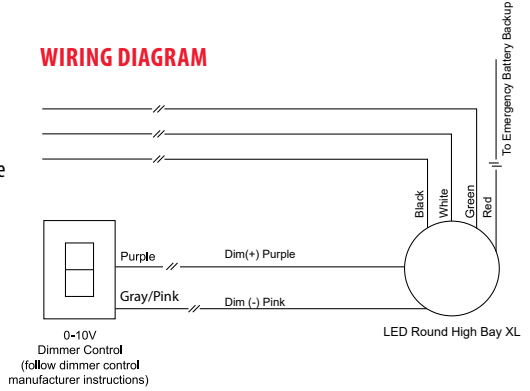 WIRING DIAGRAM
To Emergency Battery Backup
e
Black
White
Green
Red
Purple
Dim(+) Purple
Gray/Pink
Dim (-) Pink
LED Round High Bay XL
0-10V
Dimmer Control
(follow dimmer control
manufacturer instructions)